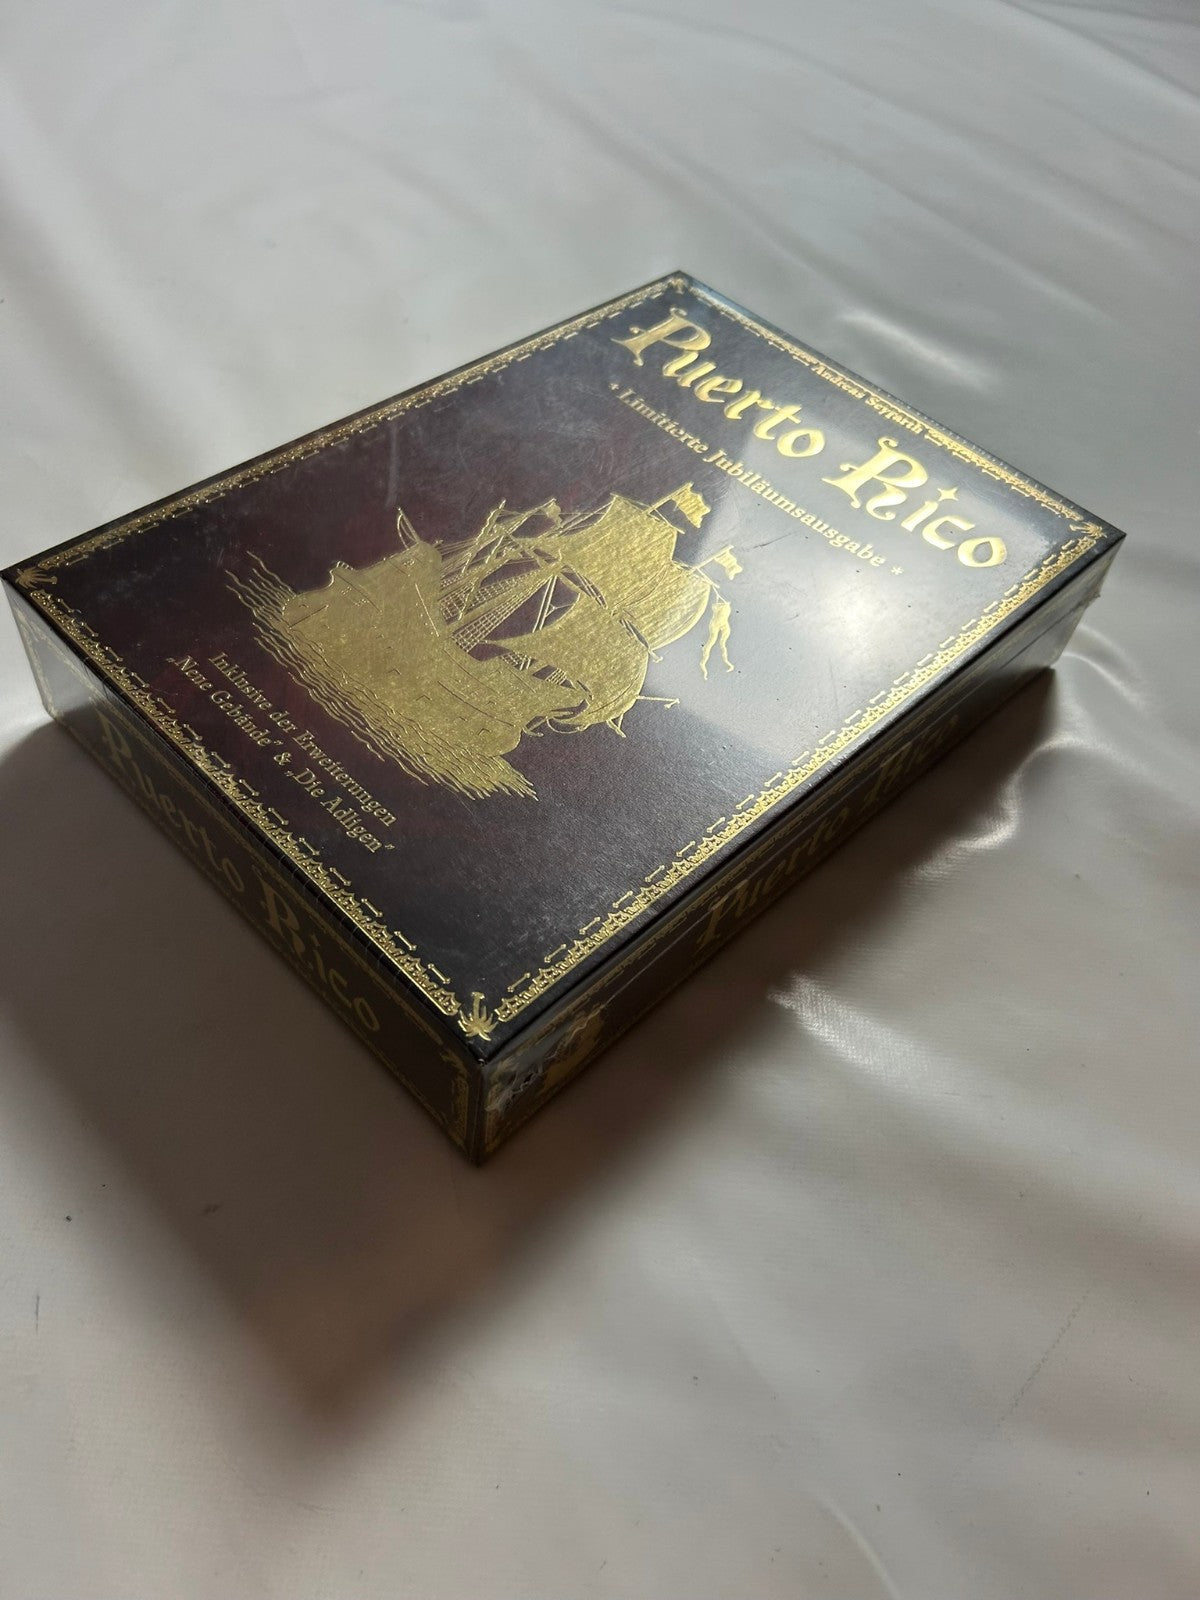 Andreas Seyfarth
Puerto Rico
* Limitierte Jubiläumsausgabe *
Inklusive der Erweiterungen
„Neue Gebäude“ & „Die Adligen“
Puerto Rico
Puerto Rico